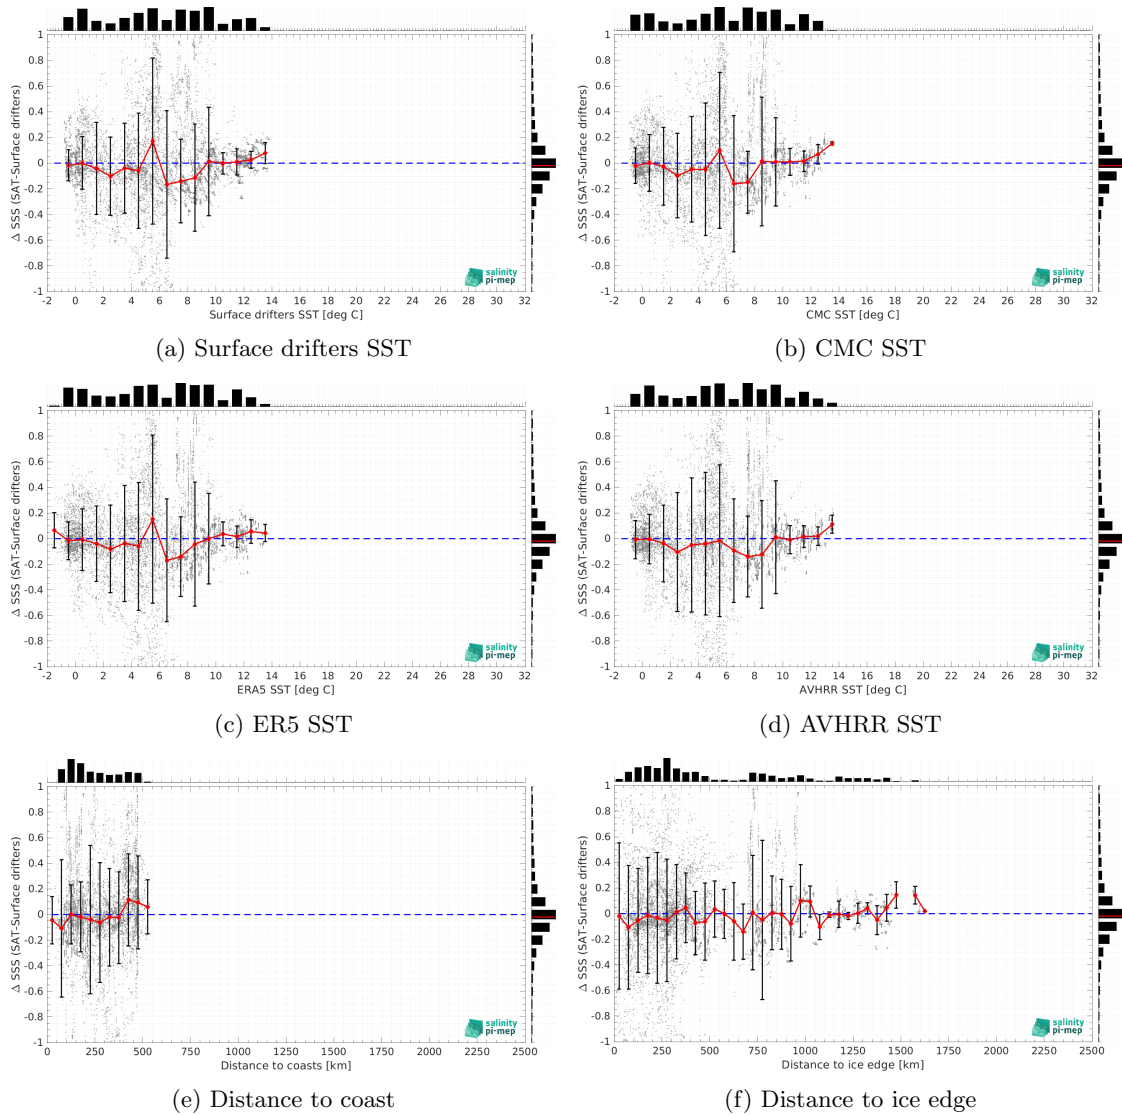 1
0.8
0.6
0.4
0.2
0
-0.2
-0.4
-0.6
-0.8
-1
Δ SSS (SAT-Surface drifters)
salinity
pi-mep
-2 0 2 4 6 8 10 12 14 16 18 20 22 24 26 28 30 32
Surface drifters SST [deg C]
(a) Surface drifters SST
1
0.8
0.6
0.4
0.2
0
-0.2
-0.4
-0.6
-0.8
-1
Δ SSS (SAT-Surface drifters)
salinity
pi-mep
-2 0 2 4 6 8 10 12 14 16 18 20 22 24 26 28 30 32
CMC SST [deg C]
(b) CMC SST
1
0.8
0.6
0.4
0.2
0
-0.2
-0.4
-0.6
-0.8
-1
Δ SSS (SAT-Surface drifters)
salinity
pi-mep
-2 0 2 4 6 8 10 12 14 16 18 20 22 24 26 28 30 32
ERA5 SST [deg C]
(c) ER5 SST
1
0.8
0.6
0.4
0.2
0
-0.2
-0.4
-0.6
-0.8
-1
Δ SSS (SAT-Surface drifters)
salinity
pi-mep
-2 0 2 4 6 8 10 12 14 16 18 20 22 24 26 28 30 32
AVHRR SST [deg C]
(d) AVHRR SST
1
0.8
0.6
0.4
0.2
0
-0.2
-0.4
-0.6
-0.8
-1
Δ SSS (SAT-Surface drifters)
salinity
pi-mep
0 250 500 750 1000 1250 1500 1750 2000 2250 2500
Distance to coasts [km]
(e) Distance to coast
1
0.8
0.6
0.4
0.2
0
-0.2
-0.4
-0.6
-0.8
-1
Δ SSS (SAT-Surface drifters)
salinity
pi-mep
0 250 500 750 1000 1250 1500 1750 2000 2250 2500
Distance to ice edge [km]
(f) Distance to ice edge